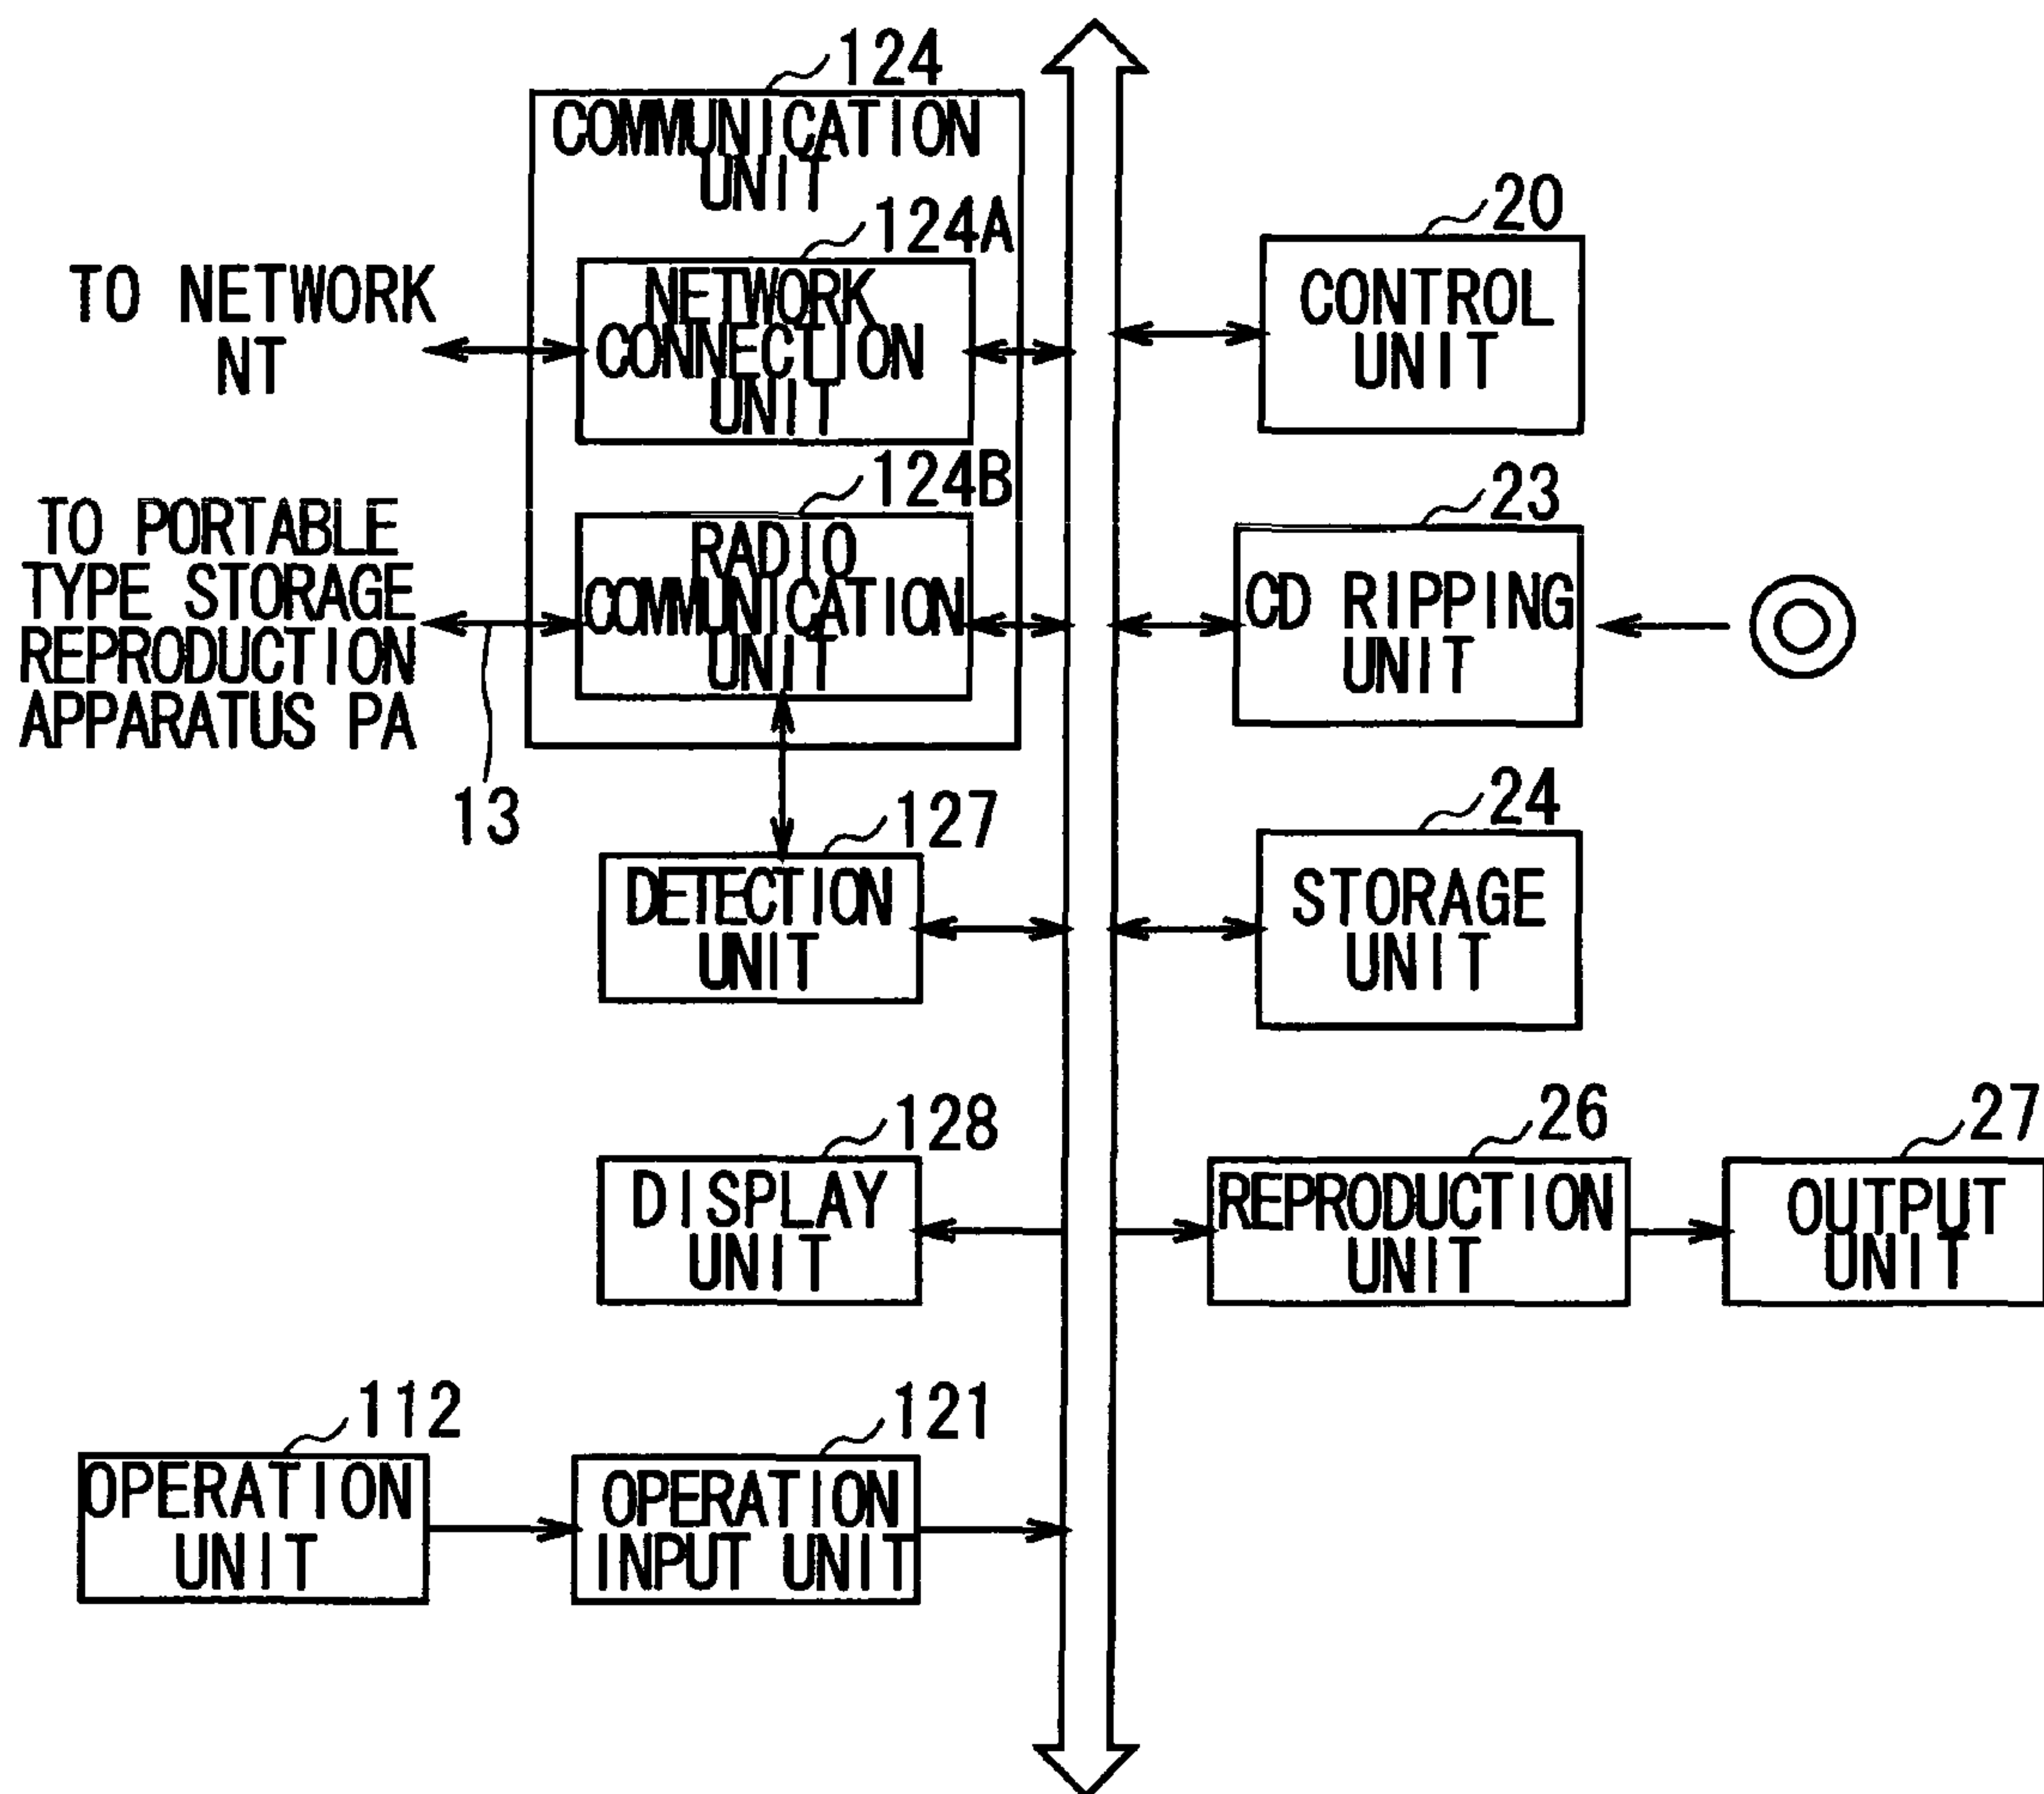 124
COMMUNICATION
UNIT
124A
NETWORK
CONNECTION
UNIT
TO NETWORK
NT
124B
RADIO
COMMUNICATION
UNIT
TO PORTABLE
TYPE STORAGE
REPRODUCTION
APPARATUS PA
13
20
CONTROL
UNIT
23
CD RIPPING
UNIT
127
DETECTION
UNIT
24
STORAGE
UNIT
128
DISPLAY
UNIT
26
REPRODUCTION
UNIT
27
OUTPUT
UNIT
112
OPERATION
UNIT
121
OPERATION
INPUT UNIT